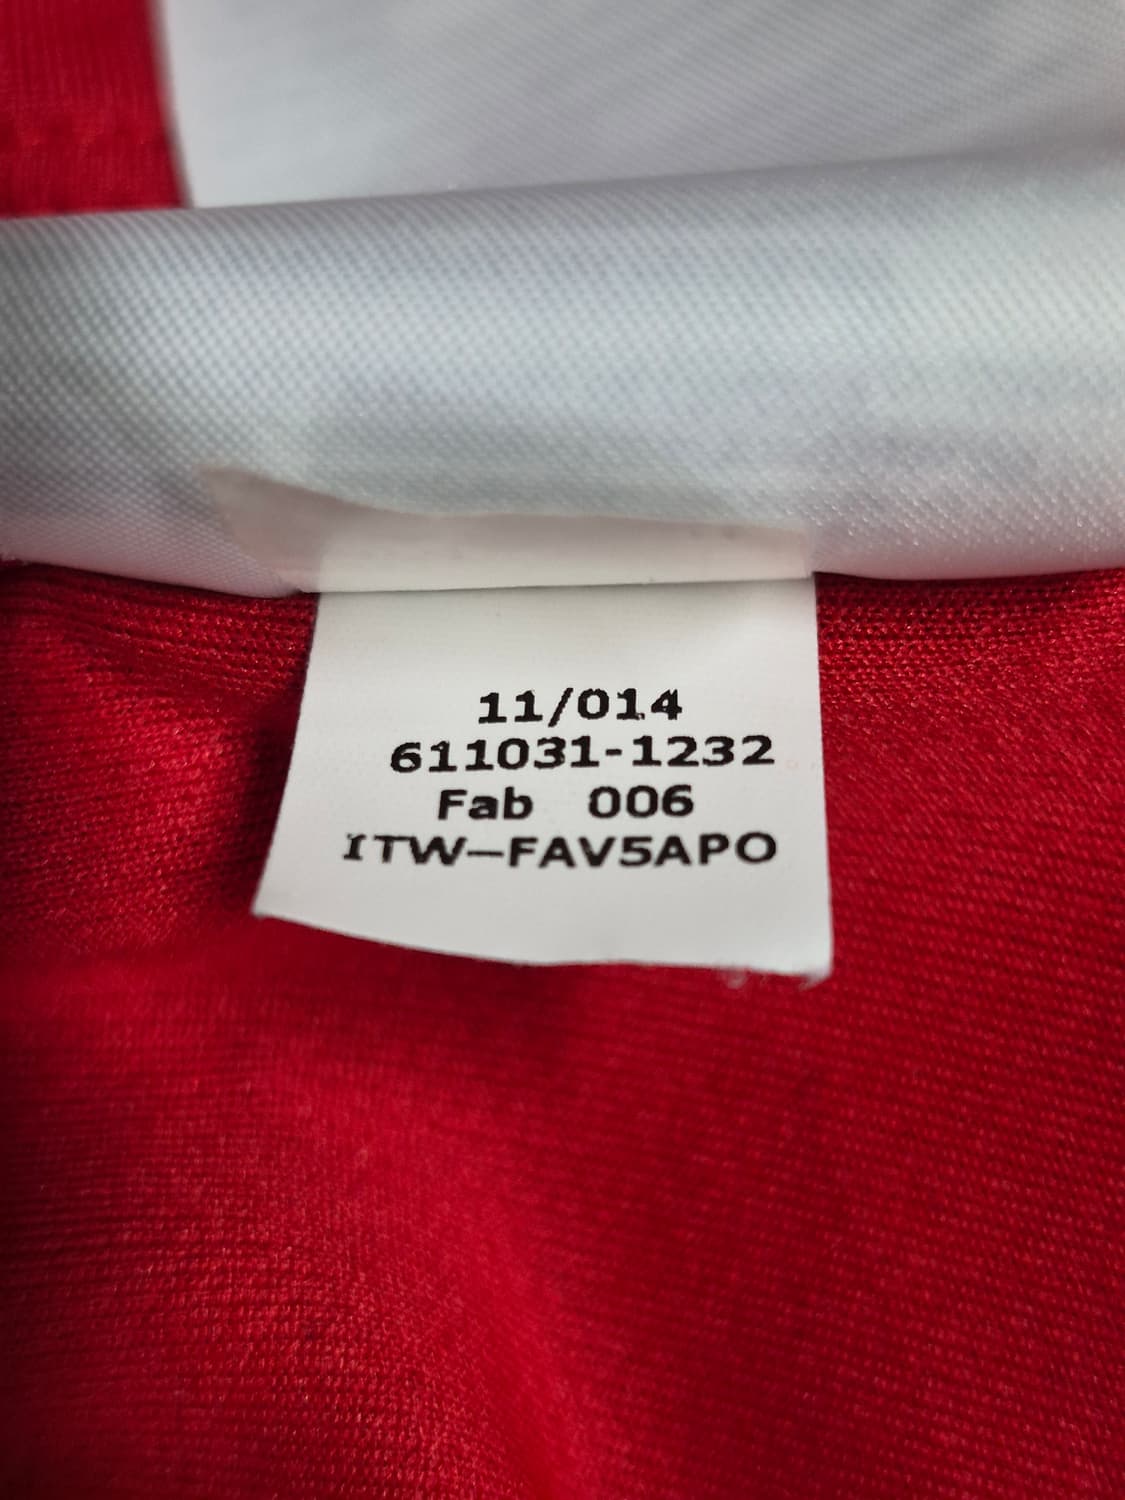 11/014
611031-1232
Fab 006
ITW-FAV5APO